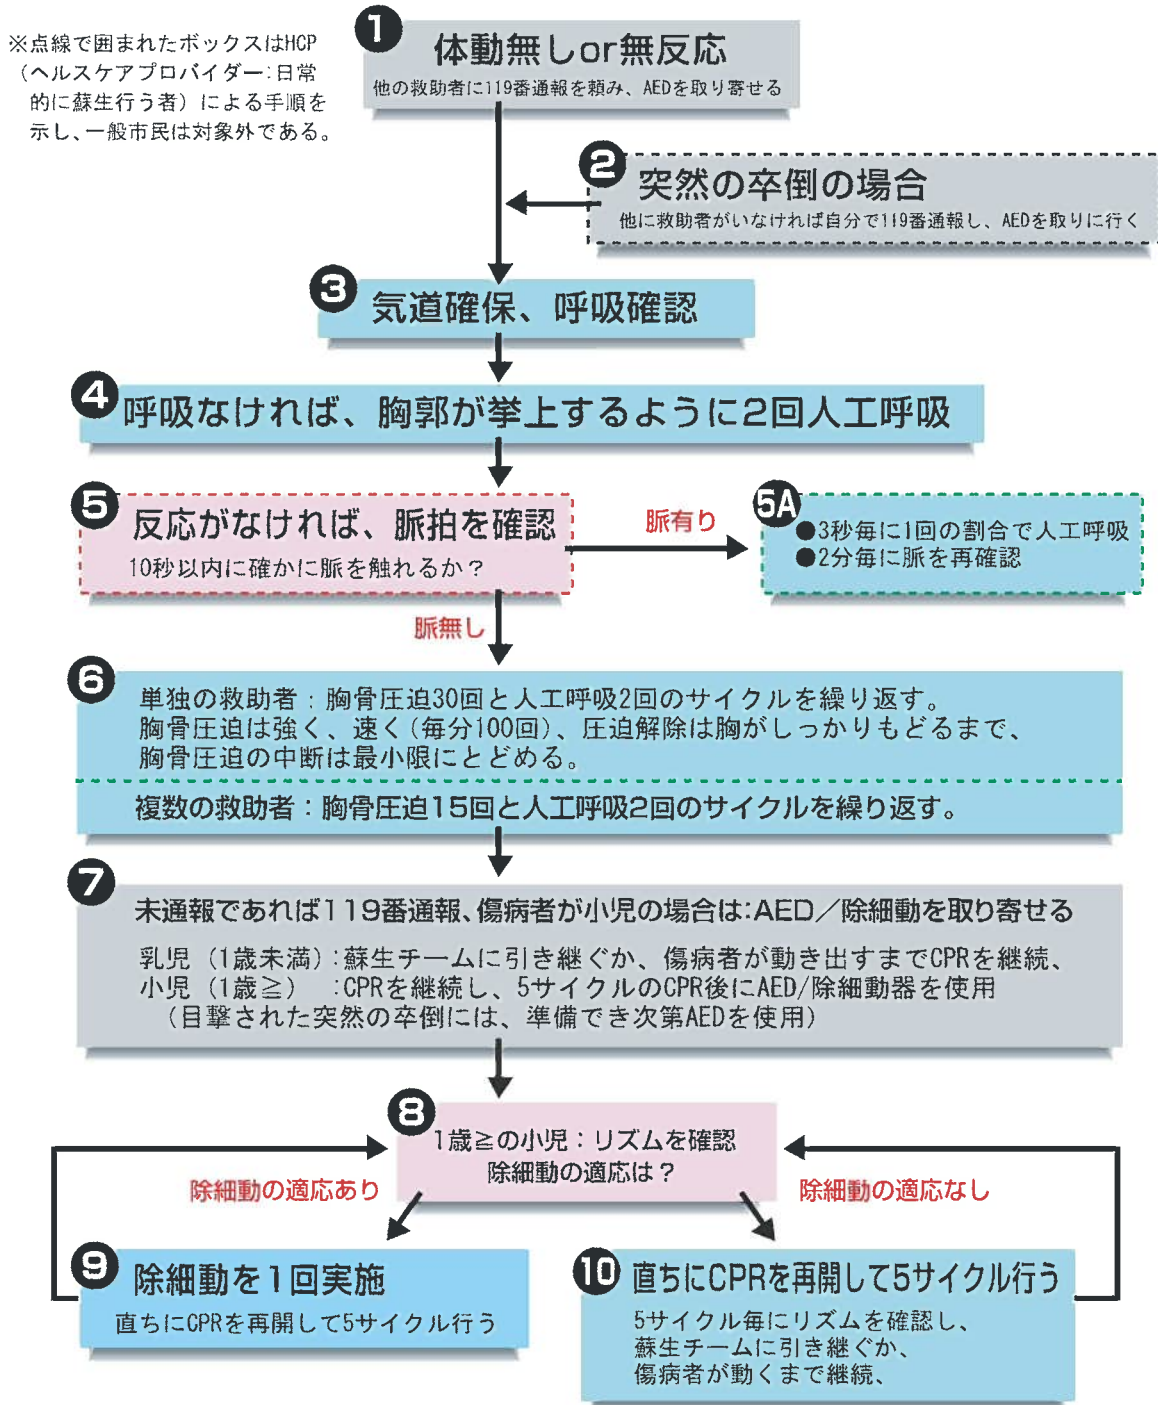 ※点線で囲まれたボックスはHCP
（ヘルスケアプロバイダー：日常
的に蘇生行う者）による手順を
示し、一般市民は対象外である。
1
体動無しor無反応
他の救助者に119番通報を頼み、AEDを取り寄せる
2
突然の卒倒の場合
他に救助者がいなければ自分で119番通報し、AEDを取りに行く
3
気道確保、呼吸確認
4
呼吸なければ、胸郭が挙上するように2回人工呼吸
5
反応がなければ、脈拍を確認
10秒以内に確かに脈を触れるか？
脈有り
5A
●3秒毎に1回の割合で人工呼吸
●2分毎に脈を再確認
脈無し
6
単独の救助者：胸骨圧迫30回と人工呼吸2回のサイクルを繰り返す。
胸骨圧迫は強く、速く（毎分100回）、圧迫解除は胸がしっかりもどるまで、
胸骨圧迫の中断は最小限にとどめる。
複数の救助者：胸骨圧迫15回と人工呼吸2回のサイクルを繰り返す。
7
未通報であれば119番通報、傷病者が小児の場合は：AED／除細動を取り寄せる
乳児（1歳未満）：蘇生チームに引き継ぐか、傷病者が動き出すまでCPRを継続、
小児（1歳≧）：CPRを継続し、5サイクルのCPR後にAED/除細動器を使用
（目撃された突然の卒倒には、準備でき次第AEDを使用）
8
1歳≧の小児：リズムを確認
除細動の適応は？
除細動の適応あり
除細動の適応なし
9
除細動を1回実施
直ちにCPRを再開して5サイクル行う
10
直ちにCPRを再開して5サイクル行う
5サイクル毎にリズムを確認し、
蘇生チームに引き継ぐか、
傷病者が動くまで継続、